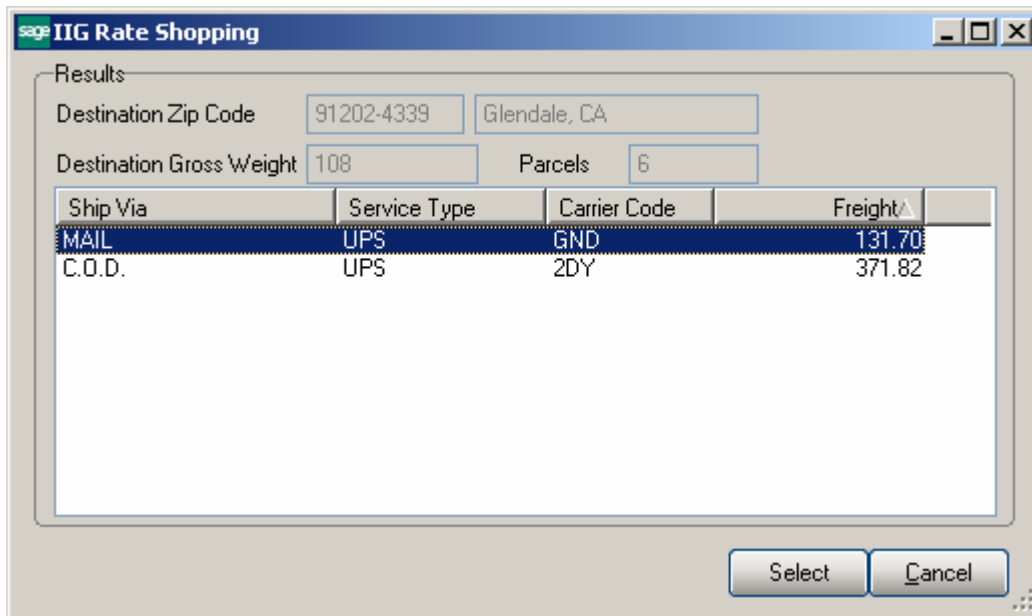 sage IIG Rate Shopping
Results
Destination Zip Code 91202-4339 Glendale, CA
Destination Gross Weight 108 Parcels 6
Ship Via Service Type Carrier Code Freight
MAIL UPS GND 131.70
C.O.D. UPS 2DY 371.82
Select Cancel